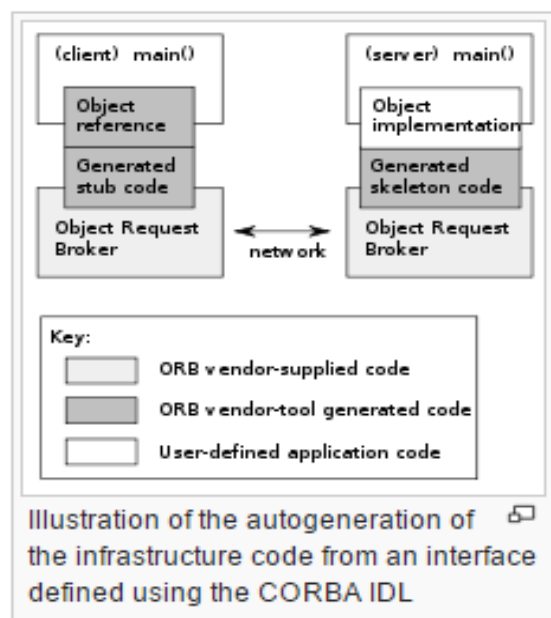 (client) main()
Object
reference
Generated
stub code
Object Request
Broker
network
(server) main()
Object
implementation
Generated
skeleton code
Object Request
Broker
Key:
ORB vendor-supplied code
ORB vendor-tool generated code
User-defined application code
Illustration of the autogeneration of
the infrastructure code from an interface
defined using the CORBA IDL